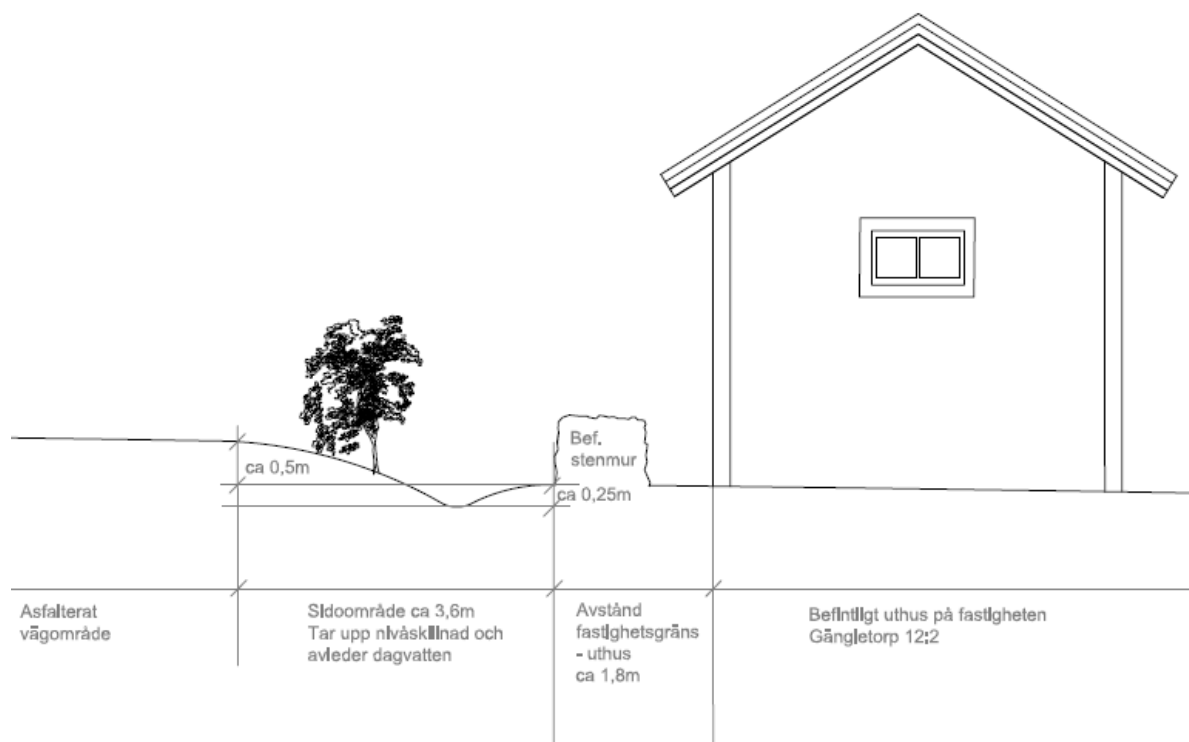 Bef.
stenmur
ca 0,5m
ca 0,25m
Asfalterat
vägområde
Sidoområde ca 3,6m
Tar upp nivåskillnad och
avleder dagvatten
Avstånd
fastighetsgräns
- uthus
ca 1,8m
Befintligt uthus på fastigheten
Gängletorp 12:2